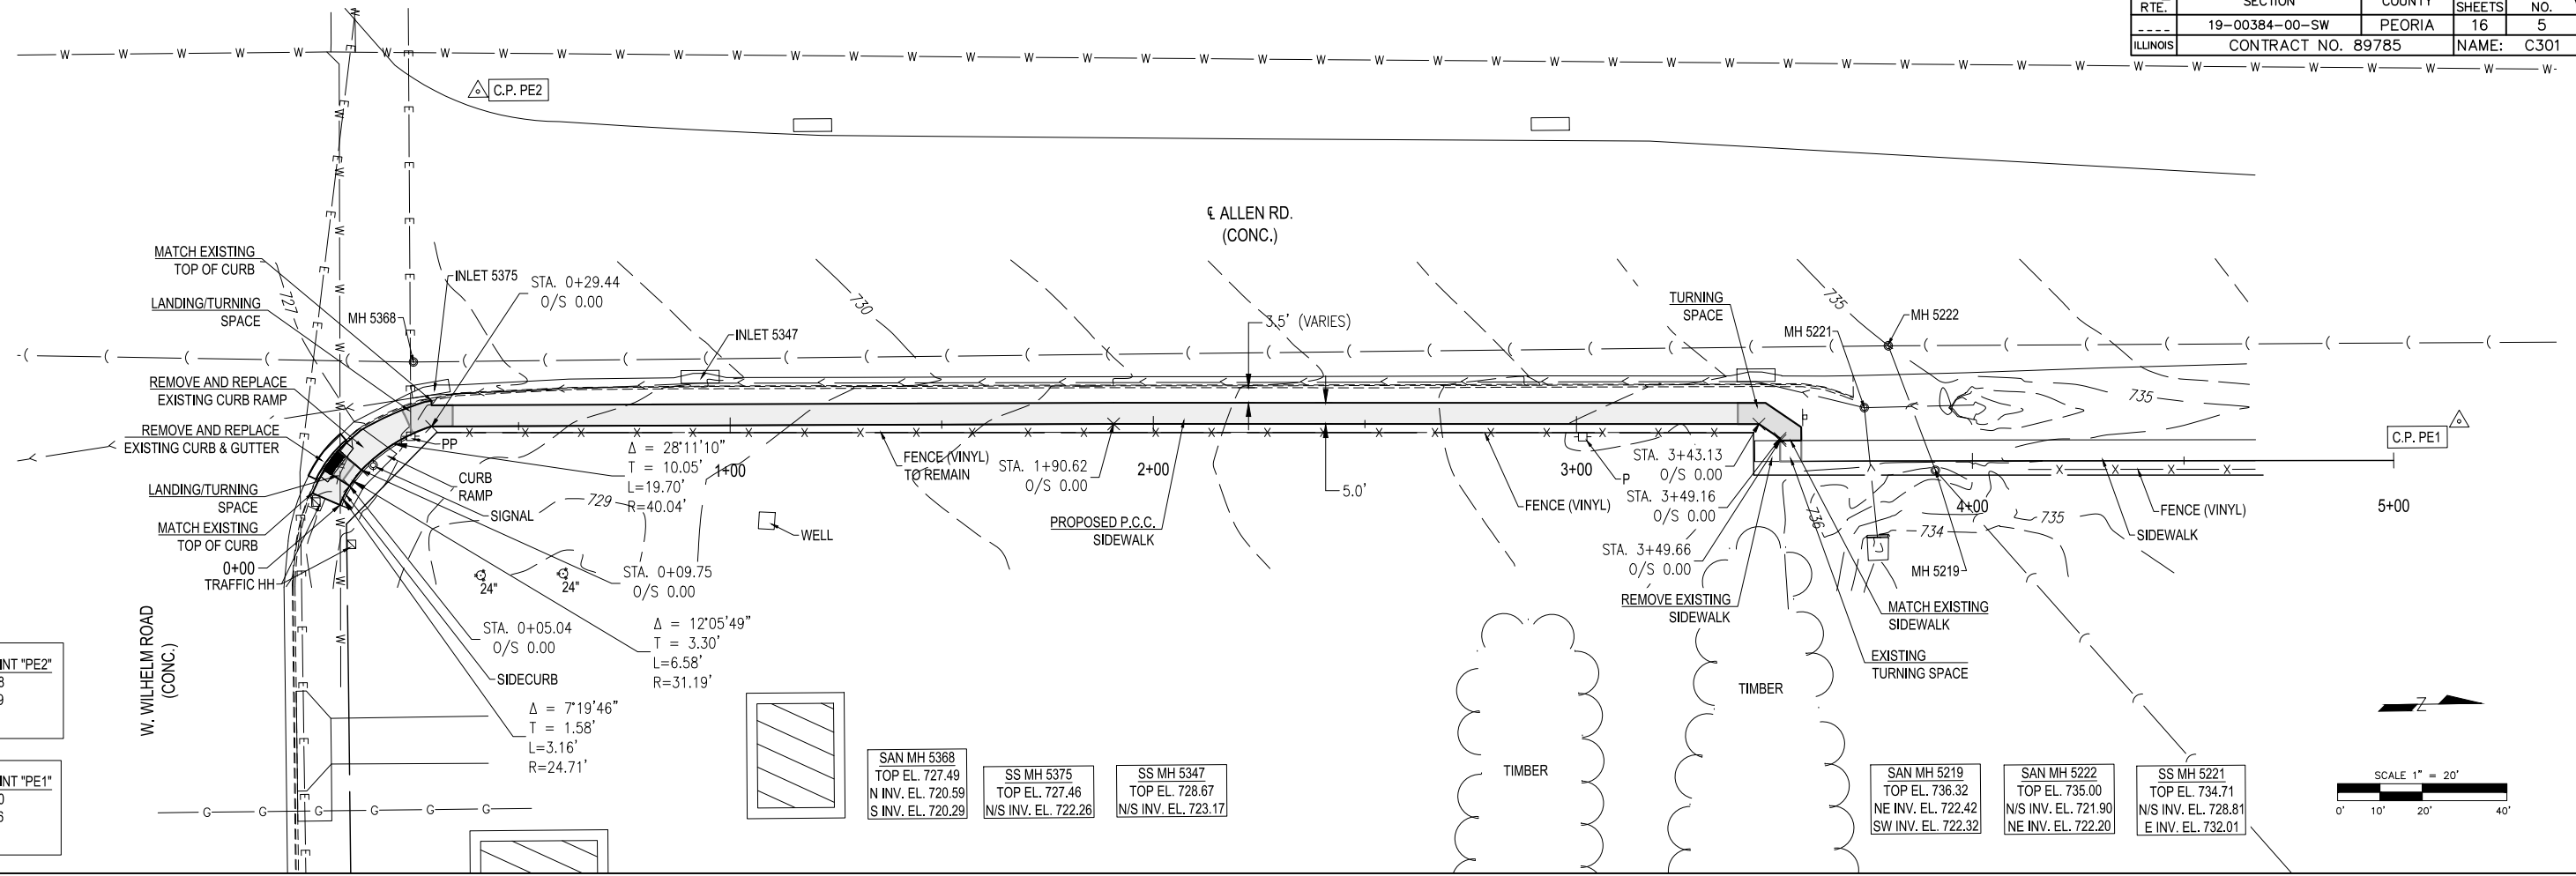 RTE.
SECTION
COUNTY
SHEETS
NO.
----
19-00384-00-SW
PEORIA
16
5
ILLINOIS
CONTRACT NO. 89785
NAME: C301
C.P. PE2
℄ ALLEN RD.
(CONC.)
MATCH EXISTING
TOP OF CURB
LANDING/TURNING
SPACE
727
MH 5368
INLET 5375
STA. 0+29.44
O/S 0.00
730
INLET 5347
3.5' (VARIES)
TURNING
SPACE
735
MH 5221
MH 5222
REMOVE AND REPLACE
EXISTING CURB RAMP
REMOVE AND REPLACE
EXISTING CURB & GUTTER
LANDING/TURNING
SPACE
MATCH EXISTING
TOP OF CURB
0+00
TRAFFIC HH
PP
CURB
RAMP
SIGNAL
Δ = 28°11'10"
T = 10.05'
L=19.70'
R=40.04'
1+00
729
WELL
FENCE (VINYL)
TO REMAIN
STA. 1+90.62
O/S 0.00
2+00
PROPOSED P.C.C.
SIDEWALK
5.0'
3+00
P
FENCE (VINYL)
STA. 3+43.13
O/S 0.00
STA. 3+49.16
O/S 0.00
STA. 3+49.66
O/S 0.00
REMOVE EXISTING
SIDEWALK
736
735
C.P. PE1
4+00
5+00
734
735
FENCE (VINYL)
SIDEWALK
MH 5219
MATCH EXISTING
SIDEWALK
EXISTING
TURNING SPACE
24"
24"
STA. 0+09.75
O/S 0.00
STA. 0+05.04
O/S 0.00
SIDECURB
Δ = 12°05'49"
T = 3.30'
L=6.58'
R=31.19'
Δ = 7°19'46"
T = 1.58'
L=3.16'
R=24.71'
W. WILHELM ROAD
(CONC.)
INT "PE2"
INT "PE1"
TIMBER
TIMBER
SAN MH 5368
TOP EL. 727.49
N INV. EL. 720.59
S INV. EL. 720.29
SS MH 5375
TOP EL. 727.46
N/S INV. EL. 722.26
SS MH 5347
TOP EL. 728.67
N/S INV. EL. 723.17
SAN MH 5219
TOP EL. 736.32
NE INV. EL. 722.42
SW INV. EL. 722.32
SAN MH 5222
TOP EL. 735.00
N/S INV. EL. 721.90
NE INV. EL. 722.20
SS MH 5221
TOP EL. 734.71
N/S INV. EL. 728.81
E INV. EL. 732.01
Z
SCALE 1" = 20'
0' 10' 20' 40'